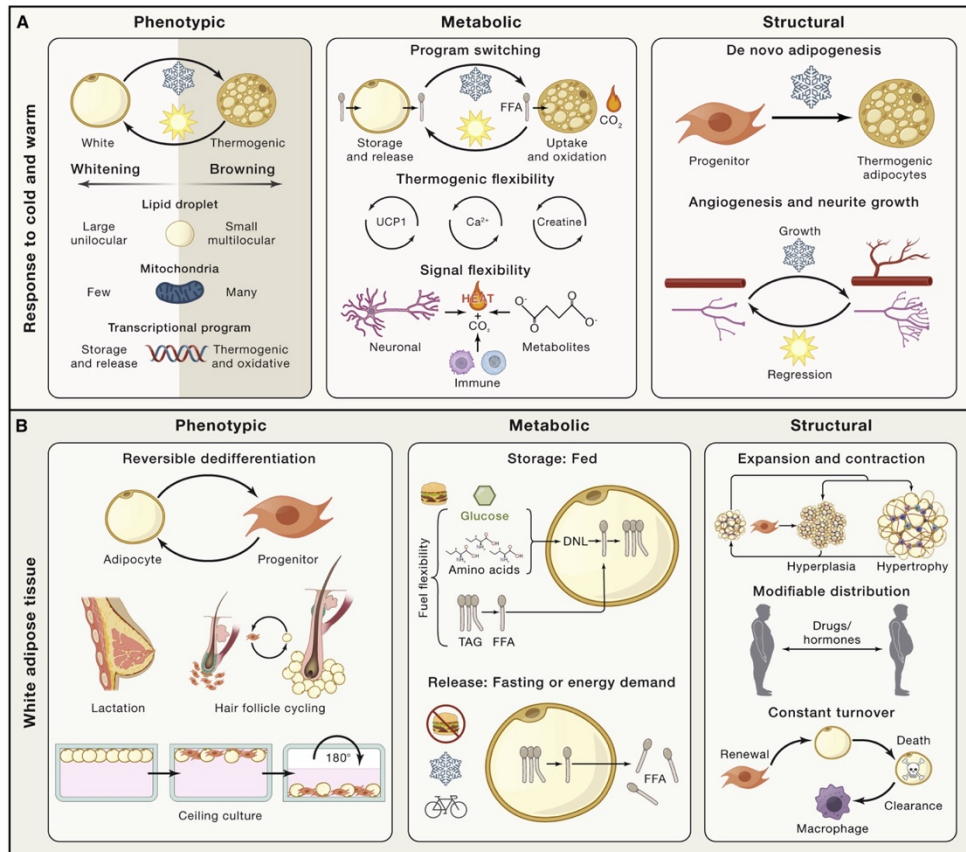 A
Response to cold and warm
Phenotypic
White
Thermogenic
Whitening
Browning
Lipid droplet
Large
unilocular
Small
multilocular
Mitochondria
Few
Many
Transcriptional program
Storage
and release
Thermogenic
and oxidative
Metabolic
Program switching
FFA
CO2
Storage
and release
Uptake
and oxidation
Thermogenic flexibility
UCP1
Ca2+
Creatine
Signal flexibility
HEAT
+
CO2
Neuronal
O-
O
O
O-
Metabolites
Immune
Structural
De novo adipogenesis
Progenitor
Thermogenic
adipocytes
Angiogenesis and neurite growth
Growth
Regression
B
White adipose tissue
Phenotypic
Reversible dedifferentiation
Adipocyte
Progenitor
Lactation
Hair follicle cycling
180°
Ceiling culture
Metabolic
Storage: Fed
Fuel flexibility
Glucose
Amino acids
DNL
TAG
FFA
Release: Fasting or energy demand
FFA
Structural
Expansion and contraction
Hyperplasia
Hypertrophy
Modifiable distribution
Drugs/
hormones
Constant turnover
Renewal
Death
Clearance
Macrophage